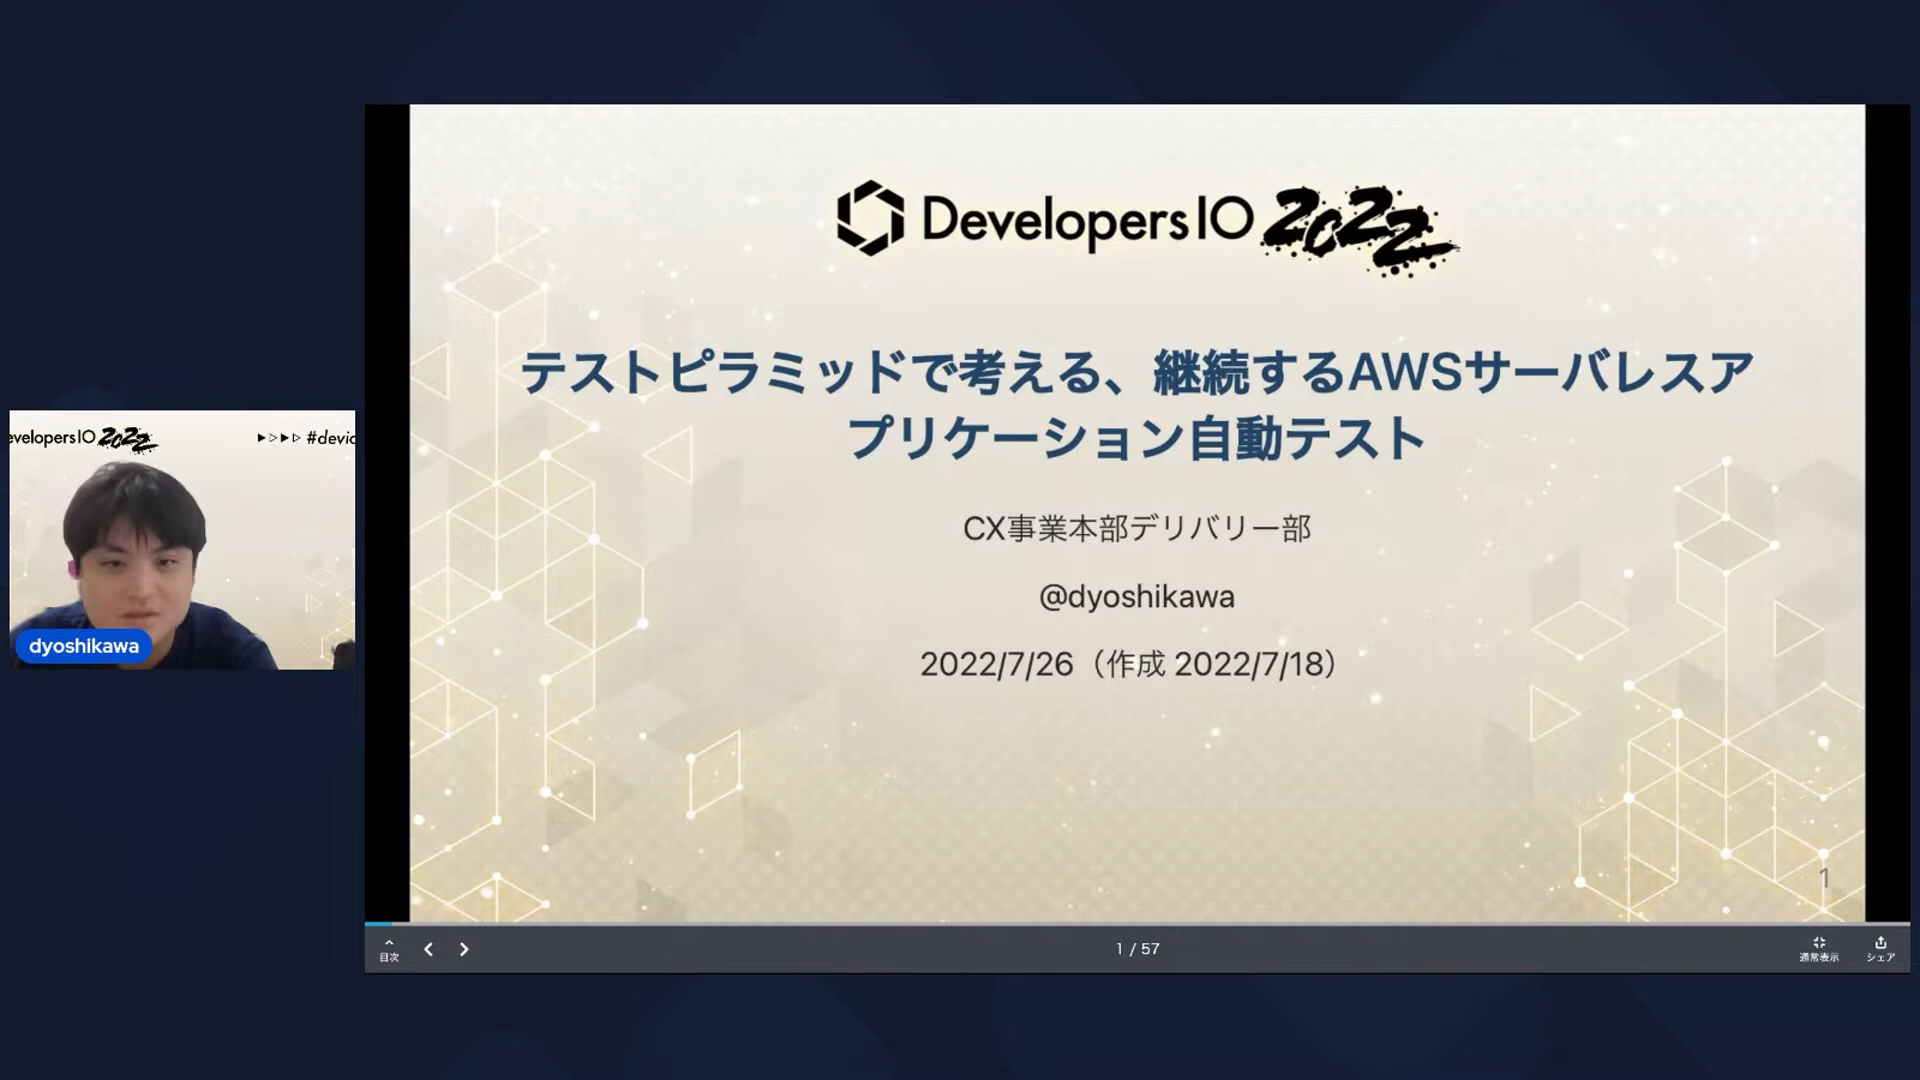 DevelopersIO 2022
テストピラミッドで考える、継続するAWSサーバレスア
プリケーション自動テスト
CX事業本部デリバリー部
@dyoshikawa
2022/7/26（作成 2022/7/18）
1
evelopersIO 2022
#devio
dyoshikawa
目次
1 / 57
通常表示
シェア